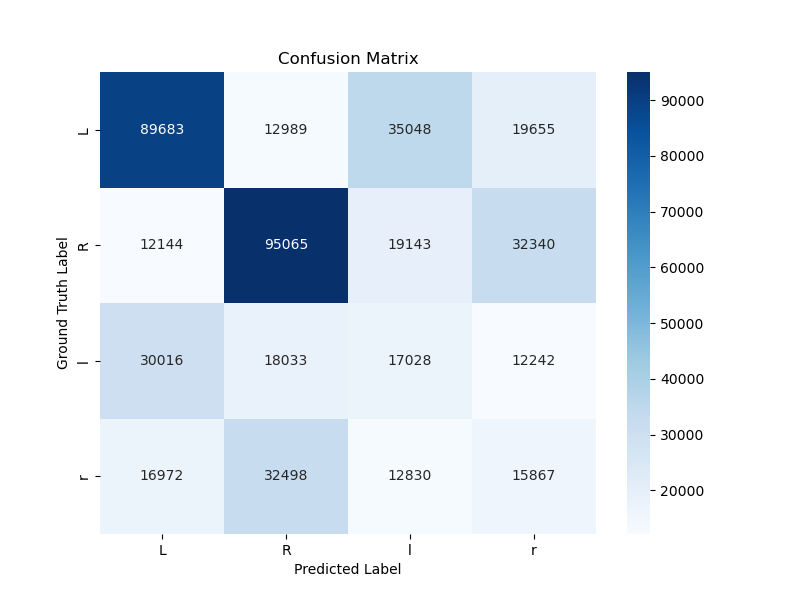 Confusion Matrix
L 89683 12989 35048 19655
R 12144 95065 19143 32340
l 30016 18033 17028 12242
r 16972 32498 12830 15867
L R l r
Predicted Label
Ground Truth Label
90000
80000
70000
60000
50000
40000
30000
20000